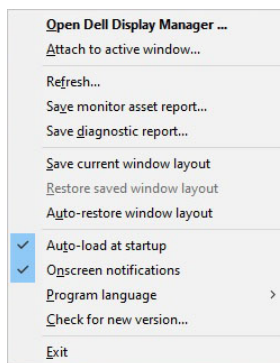 Open Dell Display Manager ...
Attach to active window...
Refresh...
Save monitor asset report...
Save diagnostic report...
Save current window layout
Restore saved window layout
Auto-restore window layout
Auto-load at startup
Onscreen notifications
Program language
Check for new version...
Exit